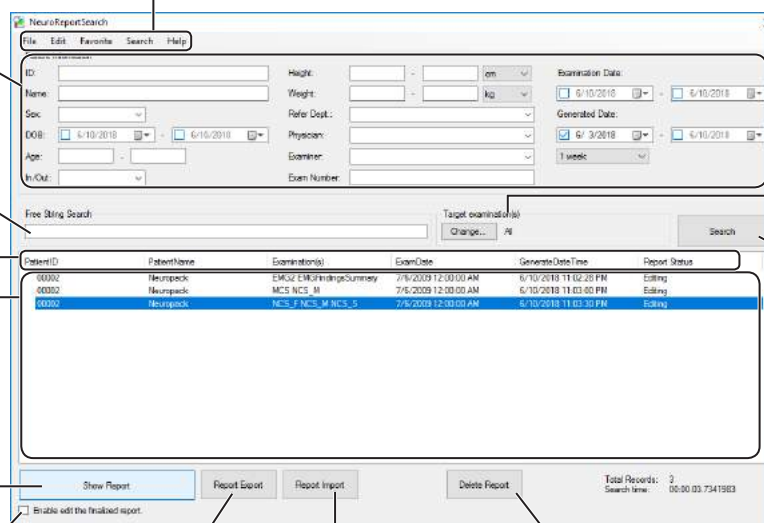 NeuroReportSearch
File Edit Favorite Search Help
ID: Height: - cm Examination Date:
Name: Weight: - kg 6/10/2018 - 6/10/2018
Sex: Refer Dept.: Generated Date:
DOB: 6/10/2018 - 6/10/2018 Physician: 6/ 3/2018 - 6/10/2018
Age: - Examiner: 1 week
In/Out: Exam Number:
Free String Search Target examination(s)
Change... All Search
PatientID PatientName Examination(s) ExamDate GenerateDateTime Report Status
00002 Neuropack EMG2 EMGFindingsSummary 7/6/2009 12:00:00 AM 6/10/2018 11:02:28 PM Editing
00002 Neuropack MCS NCS_M 7/6/2009 12:00:00 AM 6/10/2018 11:03:00 PM Editing
00002 Neuropack NCS_F NCS_M NCS_S 7/6/2009 12:00:00 AM 6/10/2018 11:03:30 PM Editing
Show Report Report Export Report Import Delete Report Total Records: 3
Search time: 00:00:03.7341983
Enable edit the finalized report.